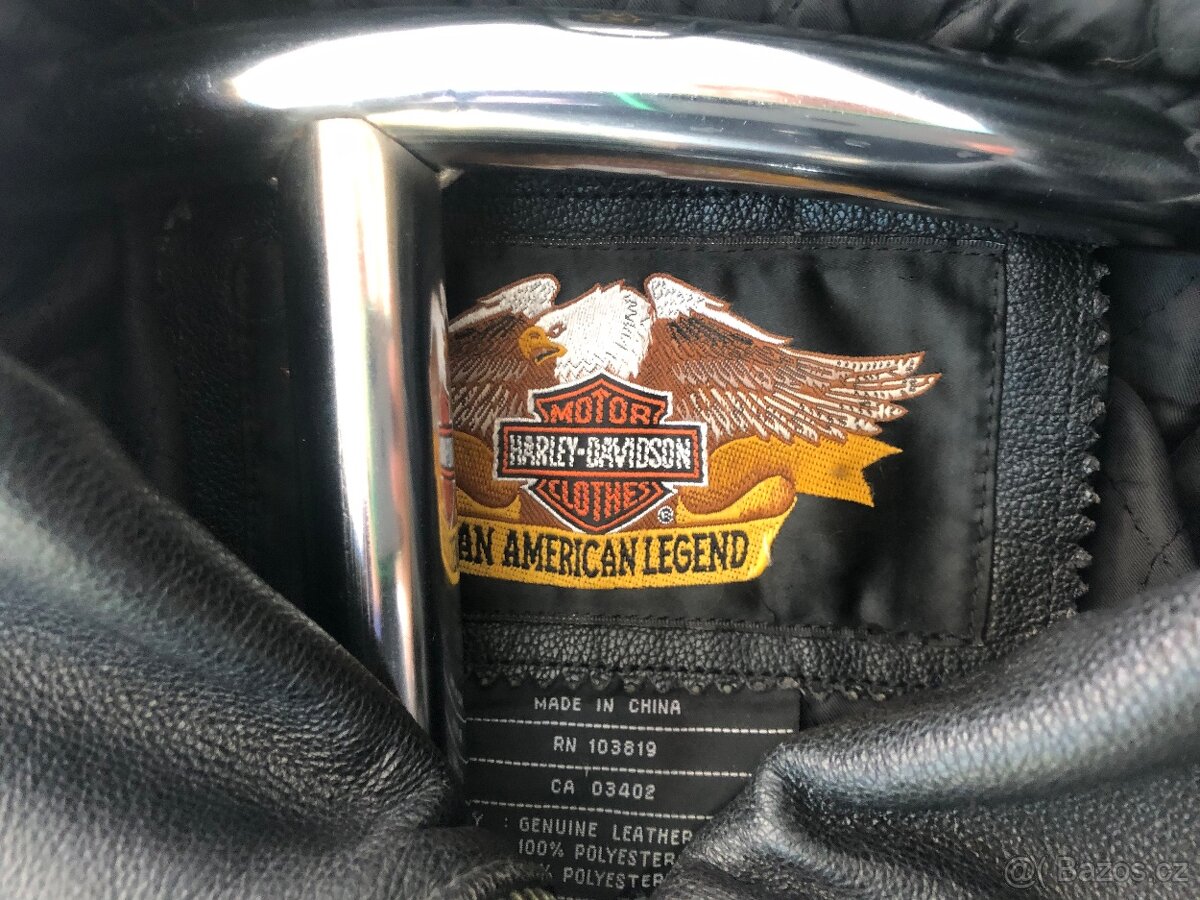 MOTOR
HARLEY-DAVIDSON
CLOTHES
®
AN AMERICAN LEGEND
MADE IN CHINA
RN 103819
CA 03402
Y : GENUINE LEATHER
100% POLYESTER
% POLYESTER
@ Bazos.cz